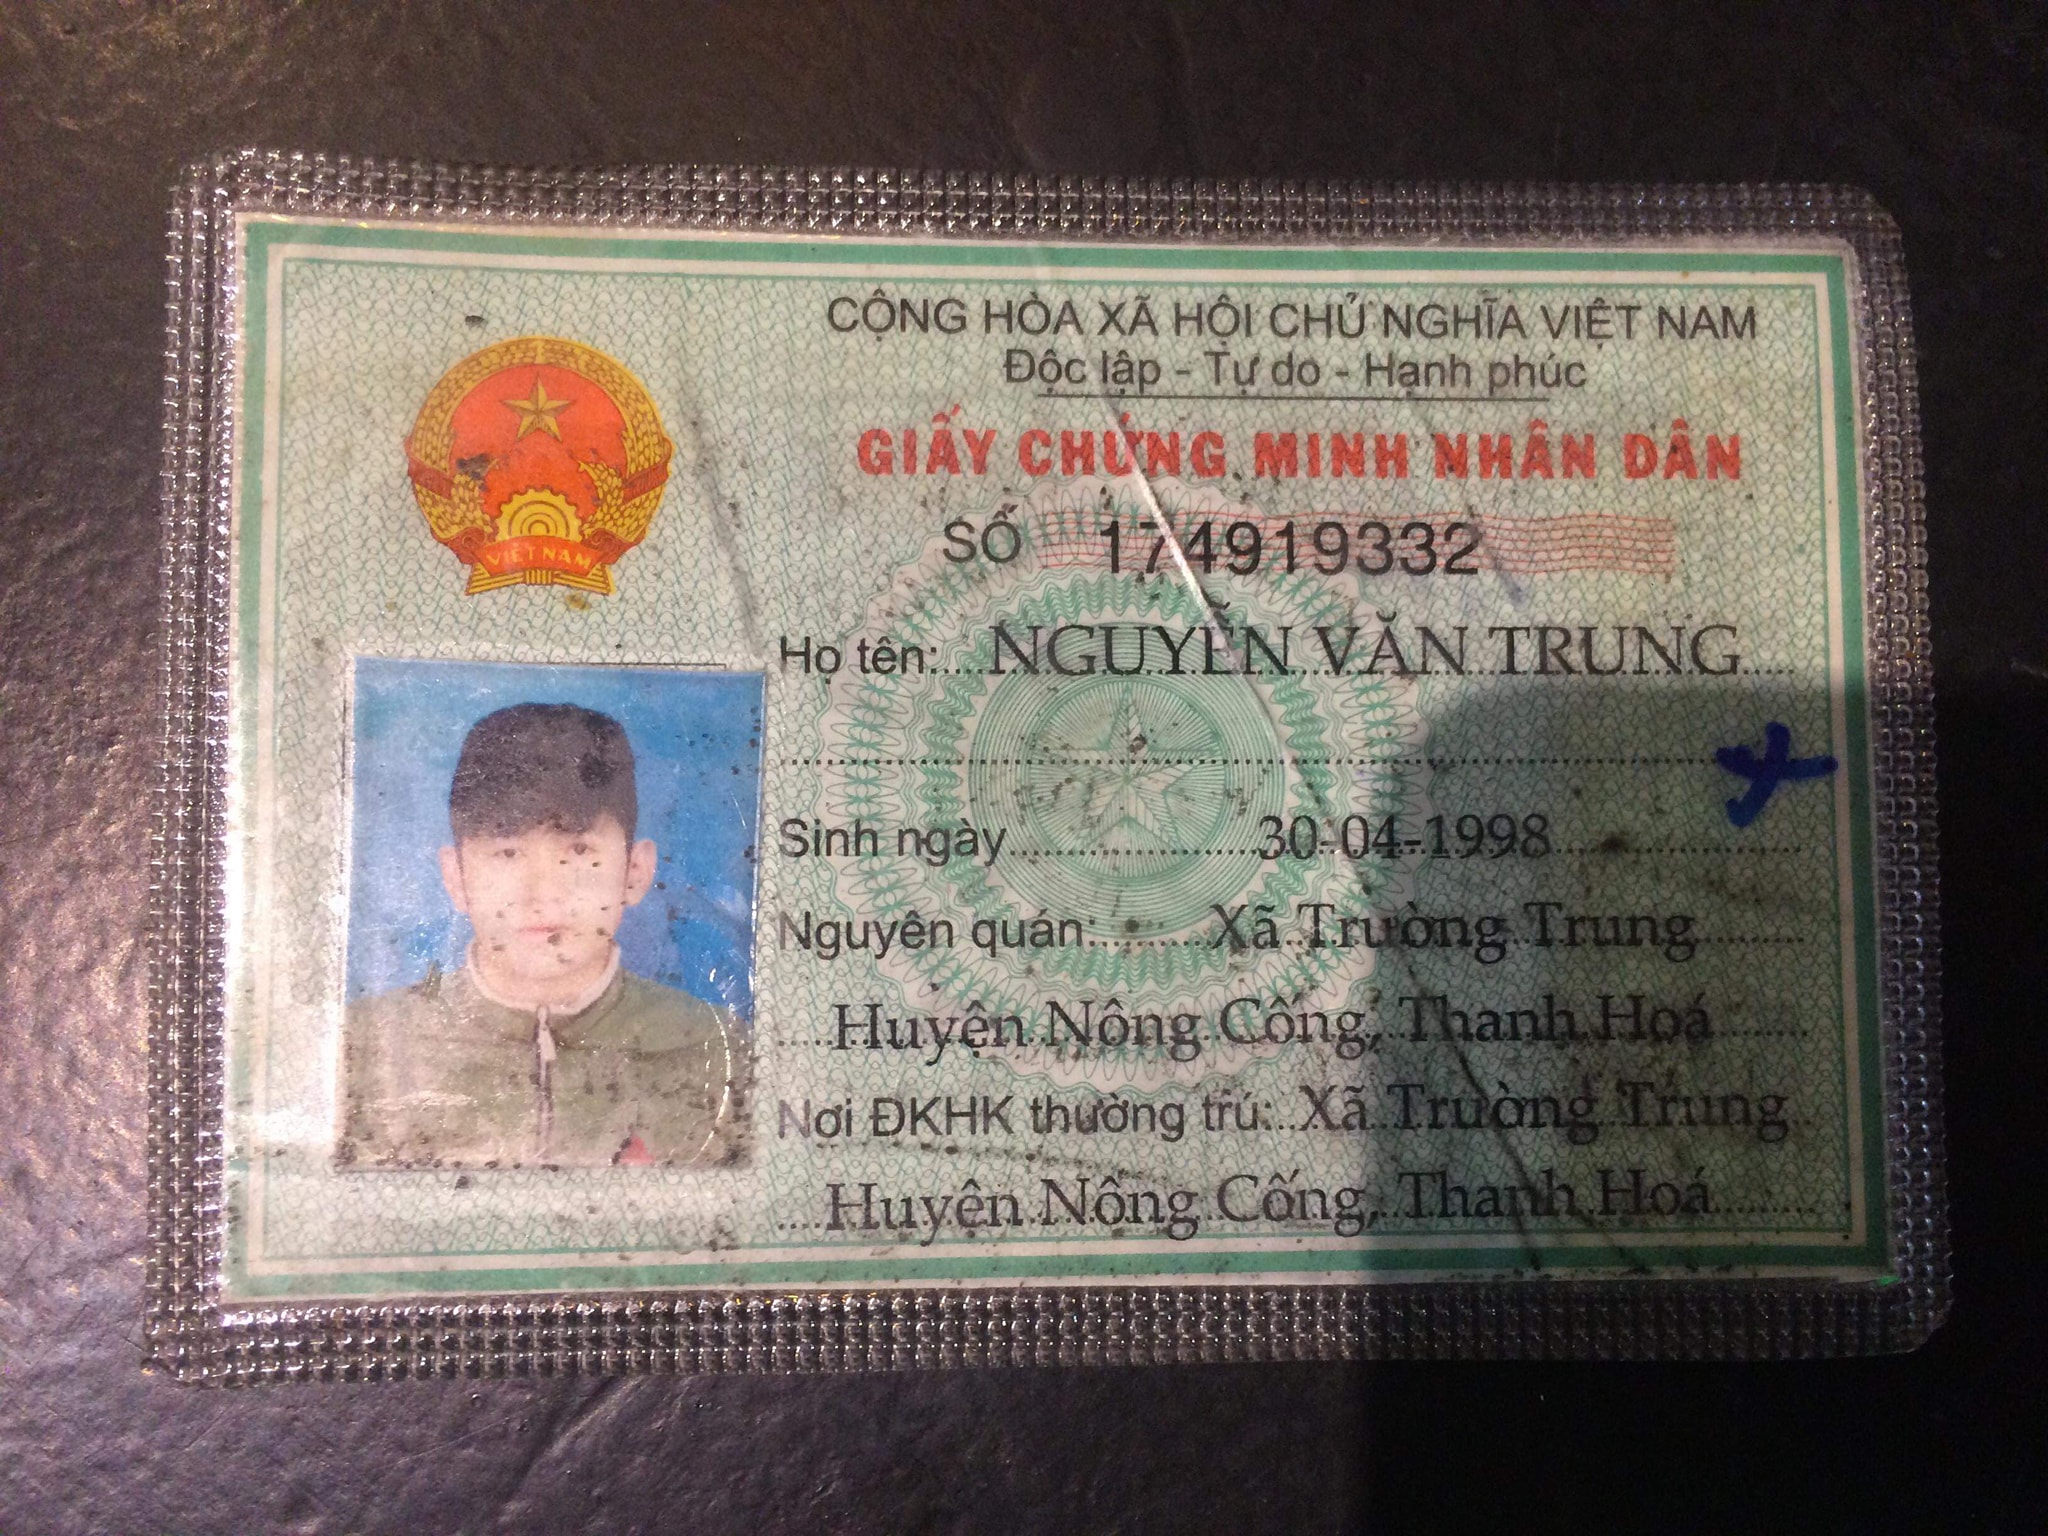 CỘNG HÒA XÃ HỘI CHỦ NGHĨA VIỆT NAM
Độc lập - Tự do - Hạnh phúc
GIẤY CHỨNG MINH NHÂN DÂN
SỐ 174919332
VIỆT NAM
Họ tên: NGUYỄN VĂN TRUNG
Sinh ngày 30-04-1998
Nguyên quán: Xã Trường Trung
Huyện Nông Cống, Thanh Hoá
Nơi ĐKHK thường trú: Xã Trường Trung
Huyện Nông Cống, Thanh Hoá